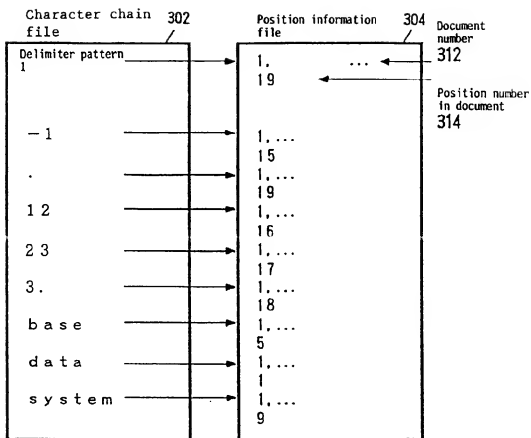 Character chain file 302
Position information file 304
Document number 312
Position number in document 314
Delimiter pattern 1
1, ...
19
−1
1, ...
15
.
1, ...
19
12
1, ...
16
23
1, ...
17
3.
1, ...
18
base
1, ...
5
data
1, ...
1
system
1, ...
9